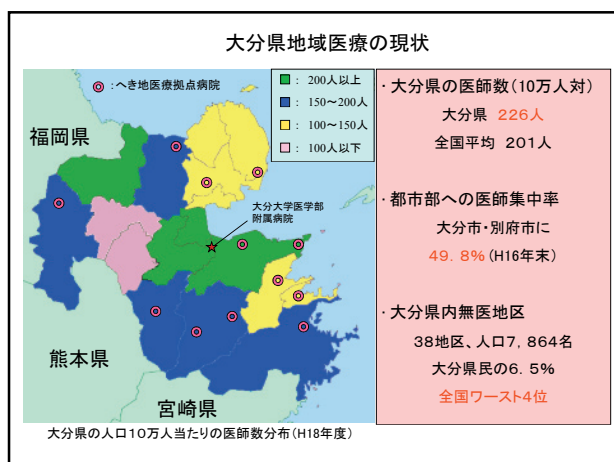 大分県地域医療の現状
◎:へき地医療拠点病院
: 200人以上
: 150～200人
: 100～150人
: 100人以下
福岡県
大分大学医学部
附属病院
熊本県
宮崎県
大分県の人口10万人当たりの医師数分布(H18年度)
・大分県の医師数(10万人対)
大分県 226人
全国平均 201人
・都市部への医師集中率
大分市・別府市に
49.8%(H16年末)
・大分県内無医地区
38地区、人口7,864名
大分県民の6.5%
全国ワースト4位